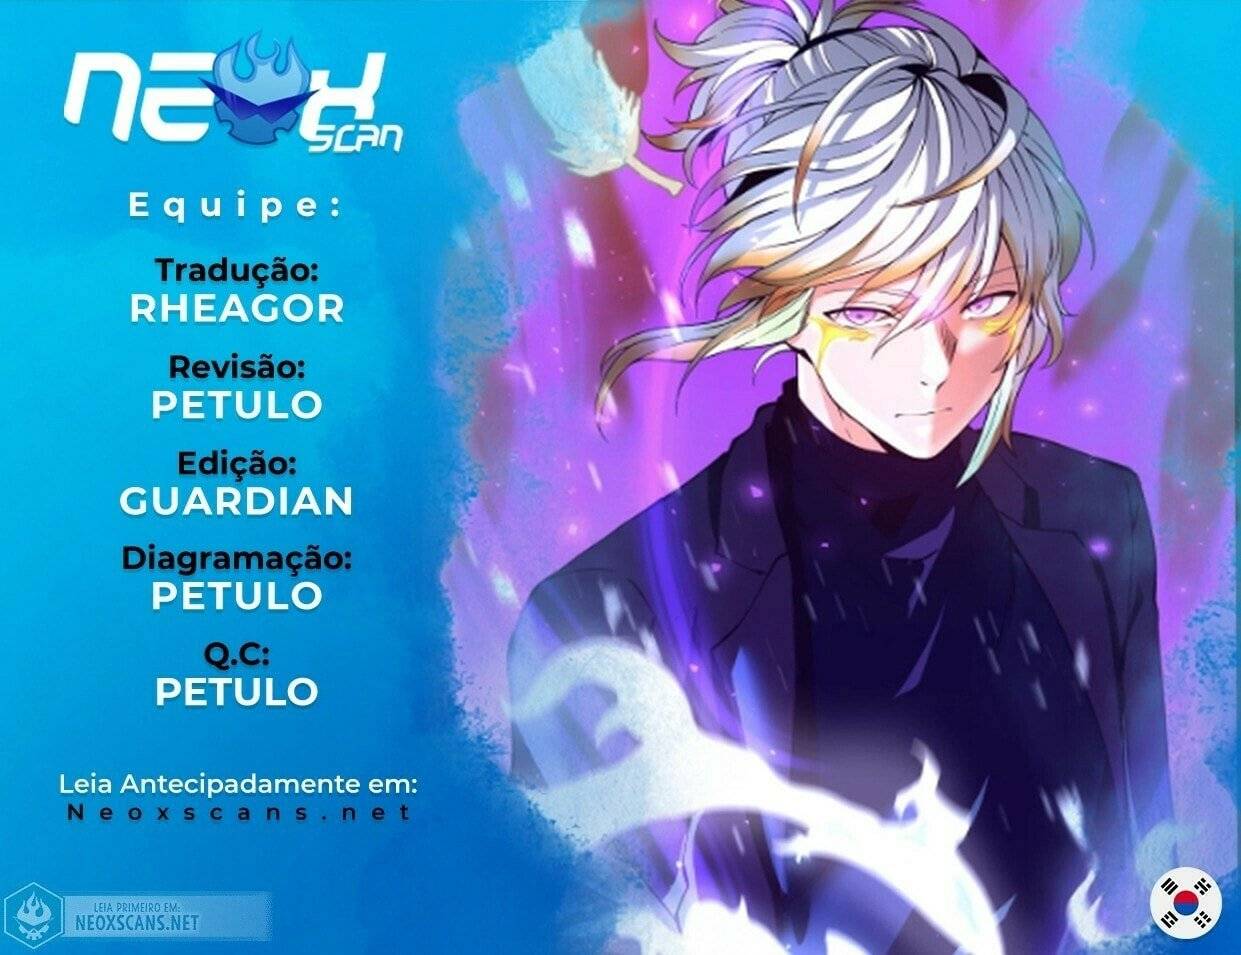 NEOX
SCAN
Equipe:
Tradução:
RHEAGOR
Revisão:
PETULO
Edição:
GUARDIAN
Diagramação:
PETULO
Q.C:
PETULO
Leia Antecipadamente em:
Neoxscans.net
LEIA PRIMEIRO EM:
NEOXSCANS.NET